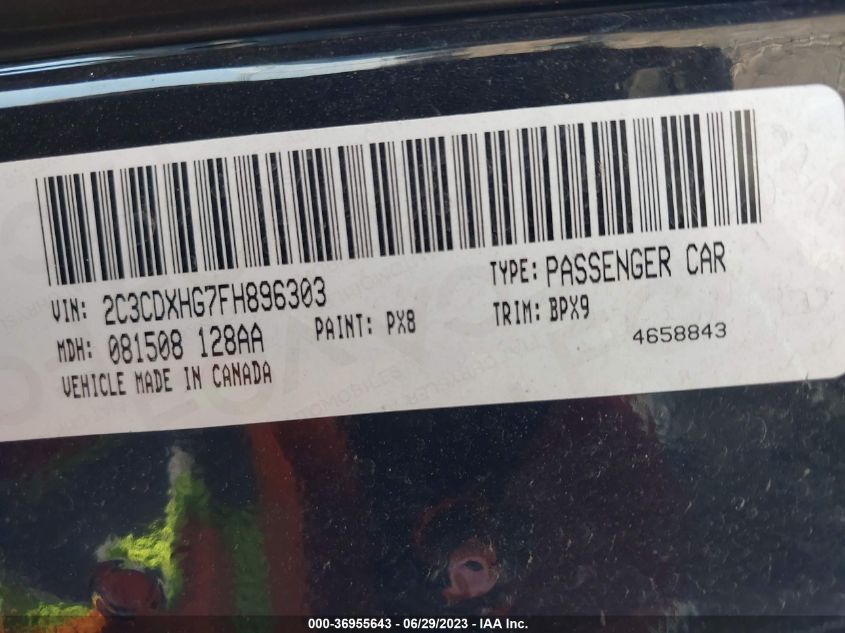 VIN: 2C3CDXHG7FH896303
TYPE: PASSENGER CAR
MDH: 081508 128AA
PAINT: PX8
TRIM: BPX9
VEHICLE MADE IN CANADA
4658843
000-36955643 - 06/29/2023 - IAA Inc.